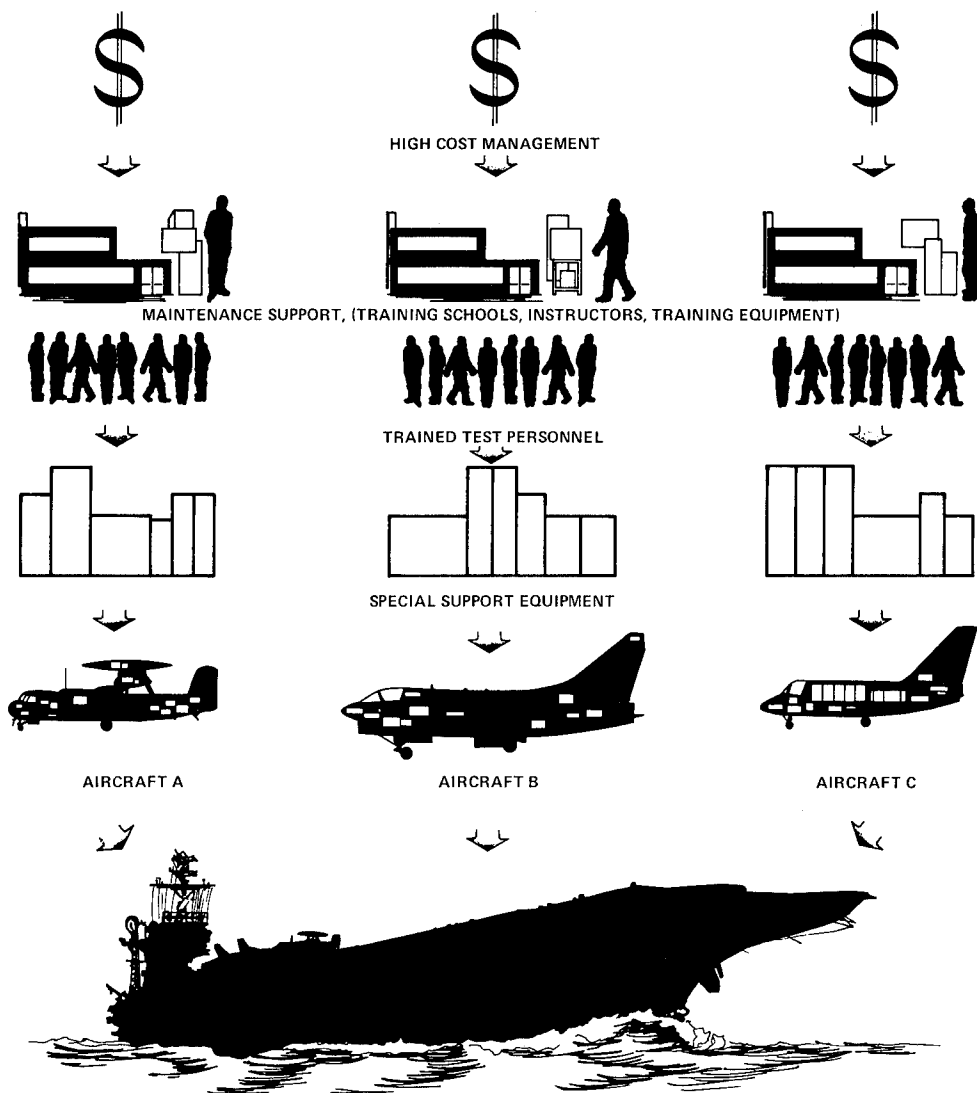 $ $ $
HIGH COST MANAGEMENT
MAINTENANCE SUPPORT, (TRAINING SCHOOLS, INSTRUCTORS, TRAINING EQUIPMENT)
TRAINED TEST PERSONNEL
SPECIAL SUPPORT EQUIPMENT
AIRCRAFT A AIRCRAFT B AIRCRAFT C